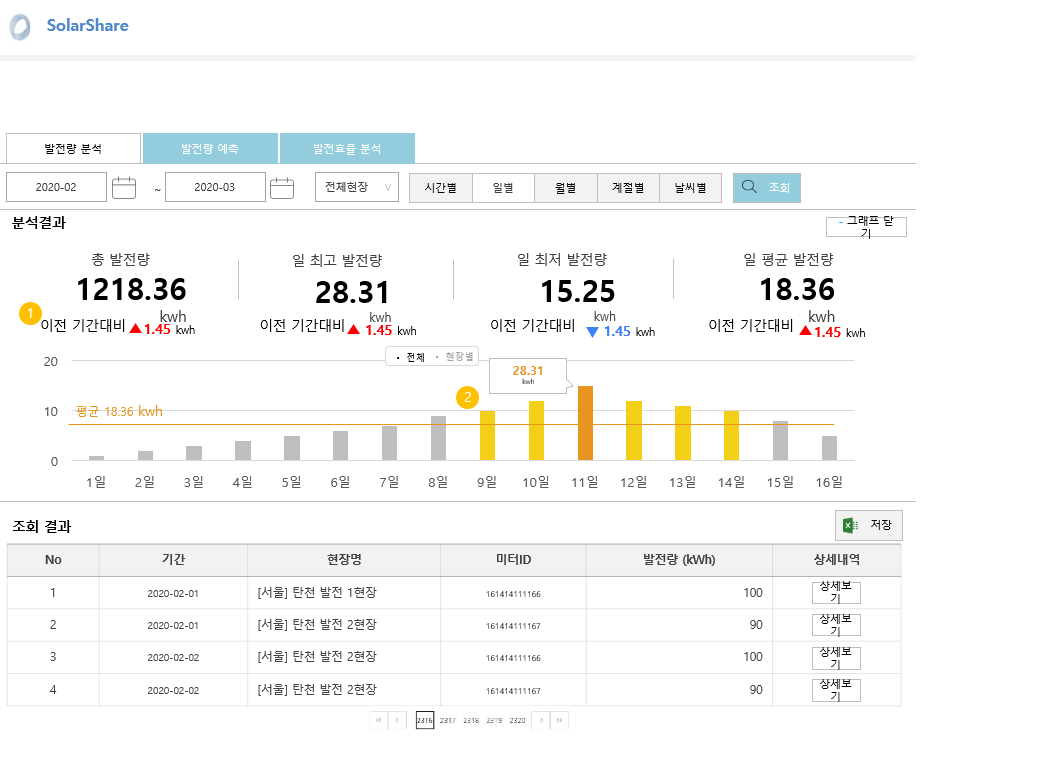 SolarShare
발전량 분석
발전량 예측
발전효율 분석
2020-02
~
2020-03
전체현장 ∨
시간별
일별
월별
계절별
날씨별
조회
분석결과
- 그래프 닫
기
총 발전량
1218.36
kwh
이전 기간대비 ▲1.45 kwh
일 최고 발전량
28.31
kwh
이전 기간대비 ▲ 1.45 kwh
일 최저 발전량
15.25
kwh
이전 기간대비 ▼ 1.45 kwh
일 평균 발전량
18.36
kwh
이전 기간대비 ▲1.45 kwh
1
• 전체 • 현장별
28.31
kwh
2
20
10
0
평균 18.36 kwh
1일 2일 3일 4일 5일 6일 7일 8일 9일 10일 11일 12일 13일 14일 15일 16일
조회 결과
저장
No 기간 현장명 미터ID 발전량 (kWh) 상세내역
1 2020-02-01 [서울] 탄천 발전 1현장 161414111166 100 상세보
기
2 2020-02-01 [서울] 탄천 발전 2현장 161414111167 90 상세보
기
3 2020-02-02 [서울] 탄천 발전 2현장 161414111166 100 상세보
기
4 2020-02-02 [서울] 탄천 발전 2현장 161414111167 90 상세보
기
« ‹ 2316 2317 2318 2319 2320 › »